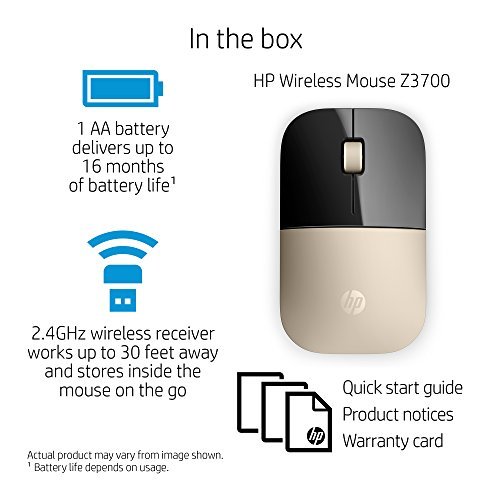 In the box
HP Wireless Mouse Z3700
1 AA battery
delivers up to
16 months
of battery life¹
2.4GHz wireless receiver
works up to 30 feet away
and stores inside the
mouse on the go
hp
hp
Quick start guide
Product notices
Warranty card
Actual product may vary from image shown.
¹ Battery life depends on usage.